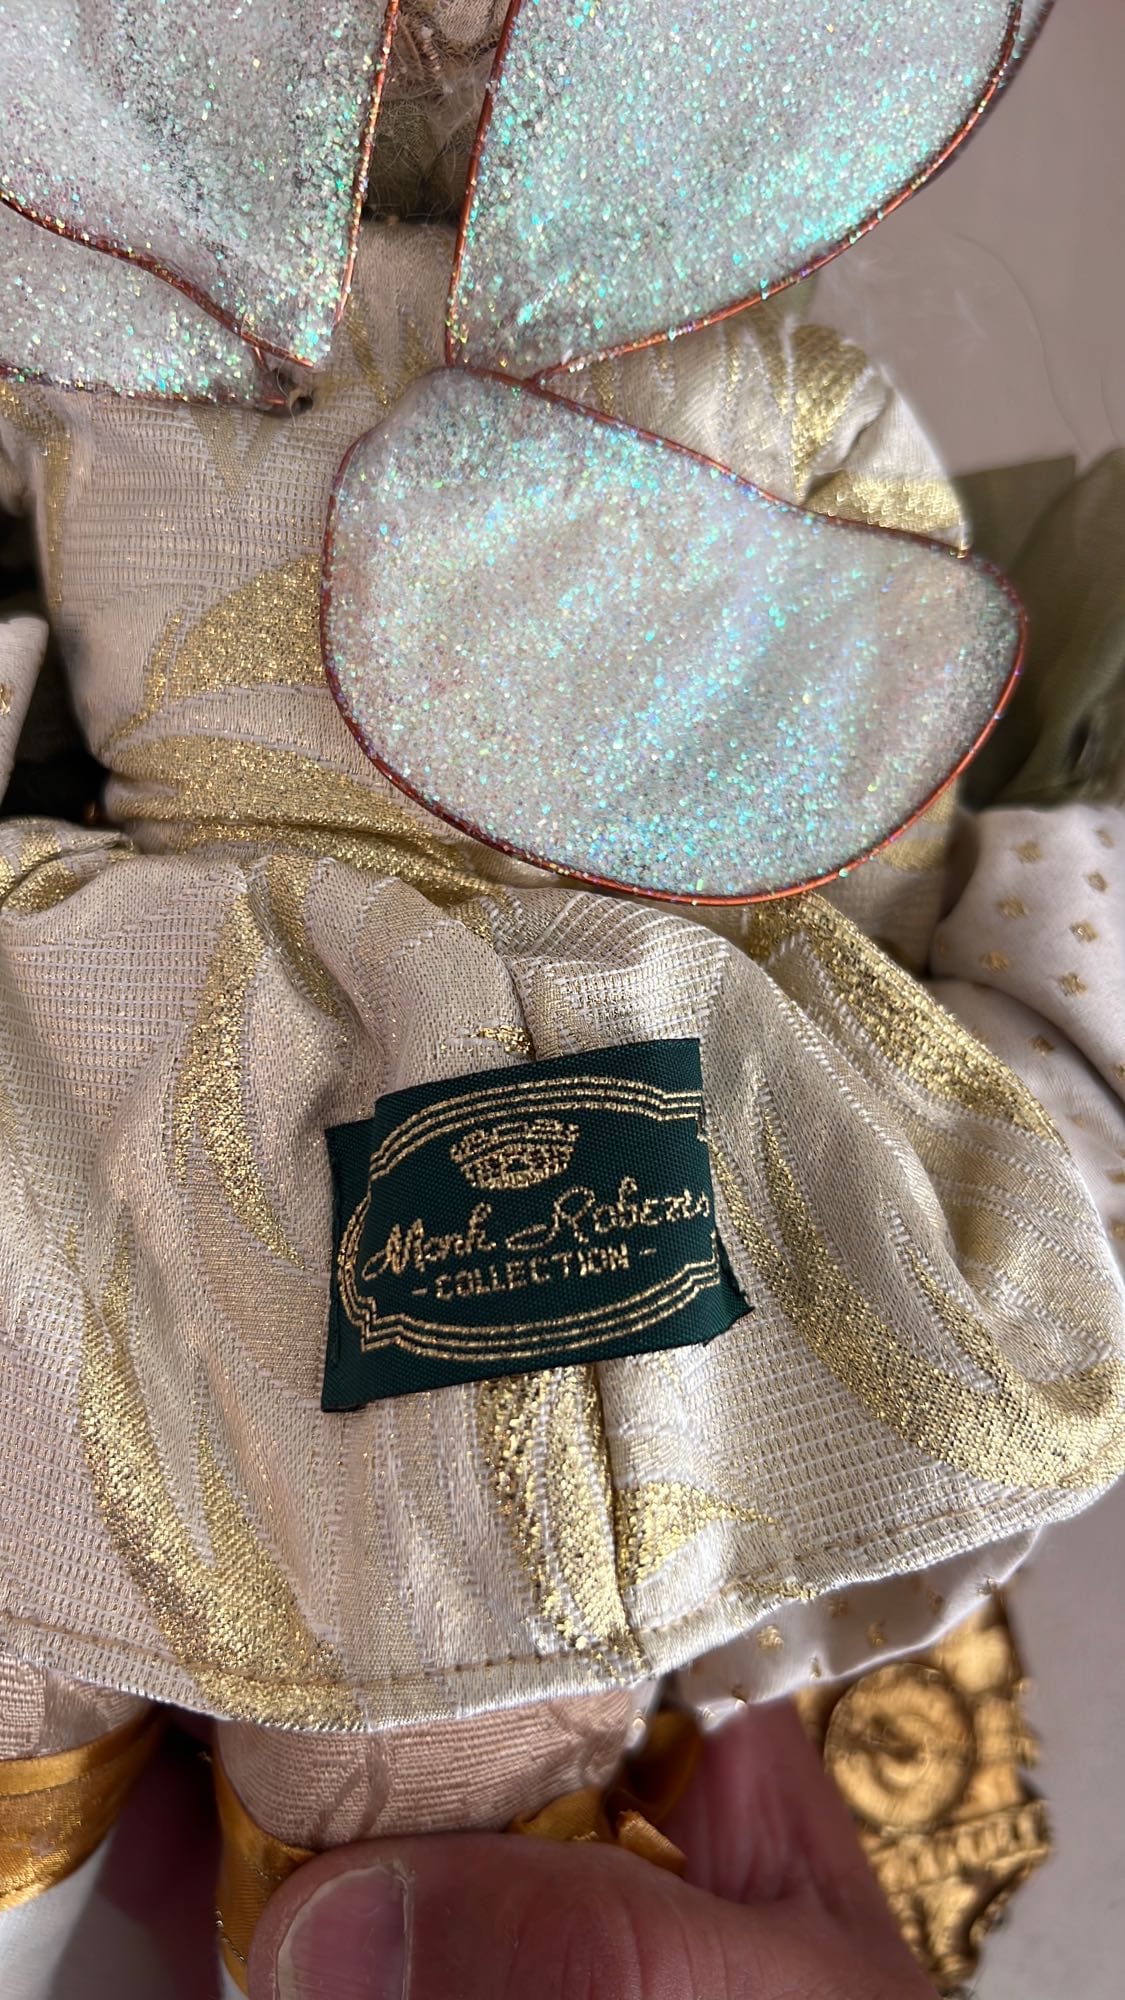 Mark Roberts
- COLLECTION -